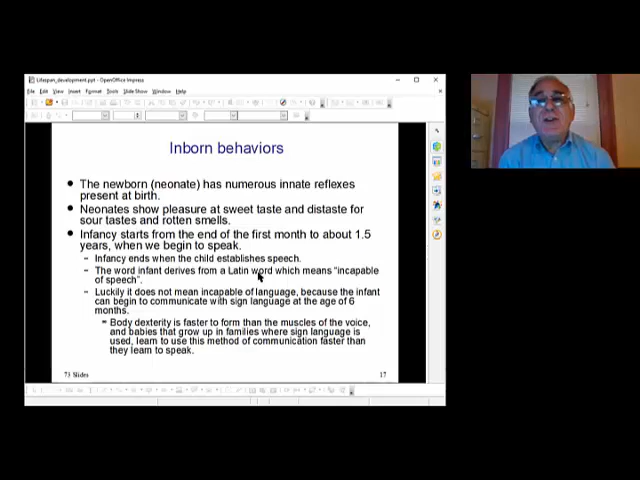 Lifespan_development.ppt - OpenOffice Impress
File Edit View Insert Format Tools Slide Show Window Help
Inborn behaviors
• The newborn (neonate) has numerous innate reflexes
present at birth.
• Neonates show pleasure at sweet taste and distaste for
sour tastes and rotten smells.
• Infancy starts from the end of the first month to about 1.5
years, when we begin to speak.
– Infancy ends when the child establishes speech.
– The word infant derives from a Latin word which means “incapable
of speech”.
– Luckily it does not mean incapable of language, because the infant
can begin to communicate with sign language at the age of 6
months.
– Body dexterity is faster to form than the muscles of the voice,
and babies that grow up in families where sign language is
used, learn to use this method of communication faster than
they learn to speak.
73 Slides
17